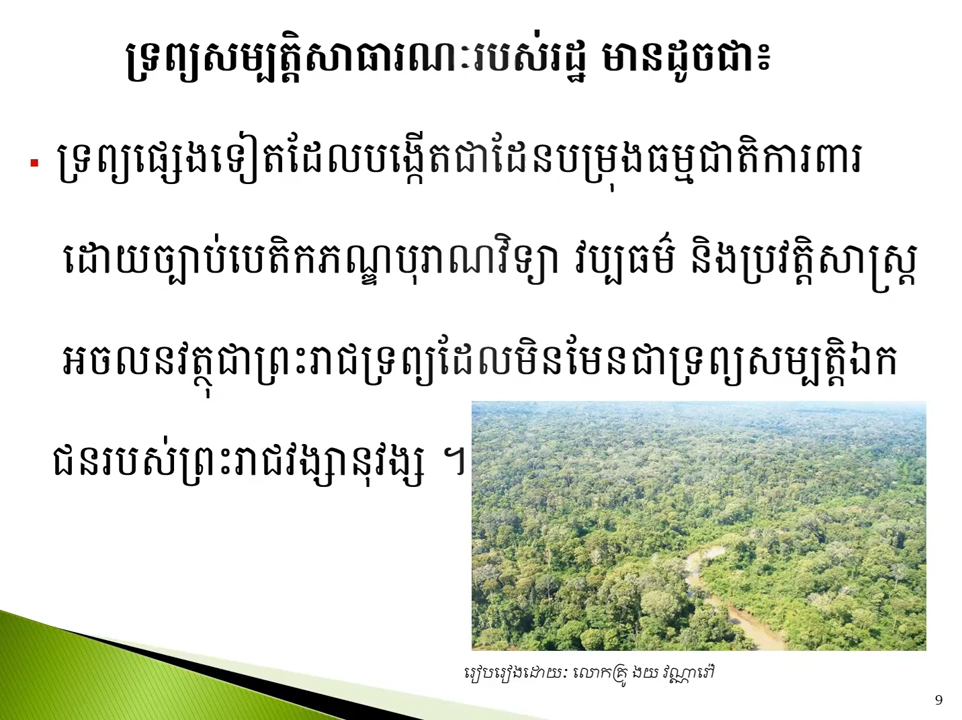 ទ្រព្យសម្បត្តិសាធារណៈរបស់រដ្ឋ មានដូចជា៖
ទ្រព្យផ្សេងទៀតដែលបង្កើតជាដែនបម្រុងធម្មជាតិការពារ
ដោយច្បាប់បេតិកភណ្ឌបុរាណវិទ្យា វប្បធម៌ និងប្រវត្តិសាស្ត្រ
អចលនវត្ថុជាព្រះរាជទ្រព្យដែលមិនមែនជាទ្រព្យសម្បត្តិឯក
ជនរបស់ព្រះរាជវង្សានុវង្ស ។
រៀបរៀងដោយ: លោកគ្រូ ងយ វណ្ណារៅ
9